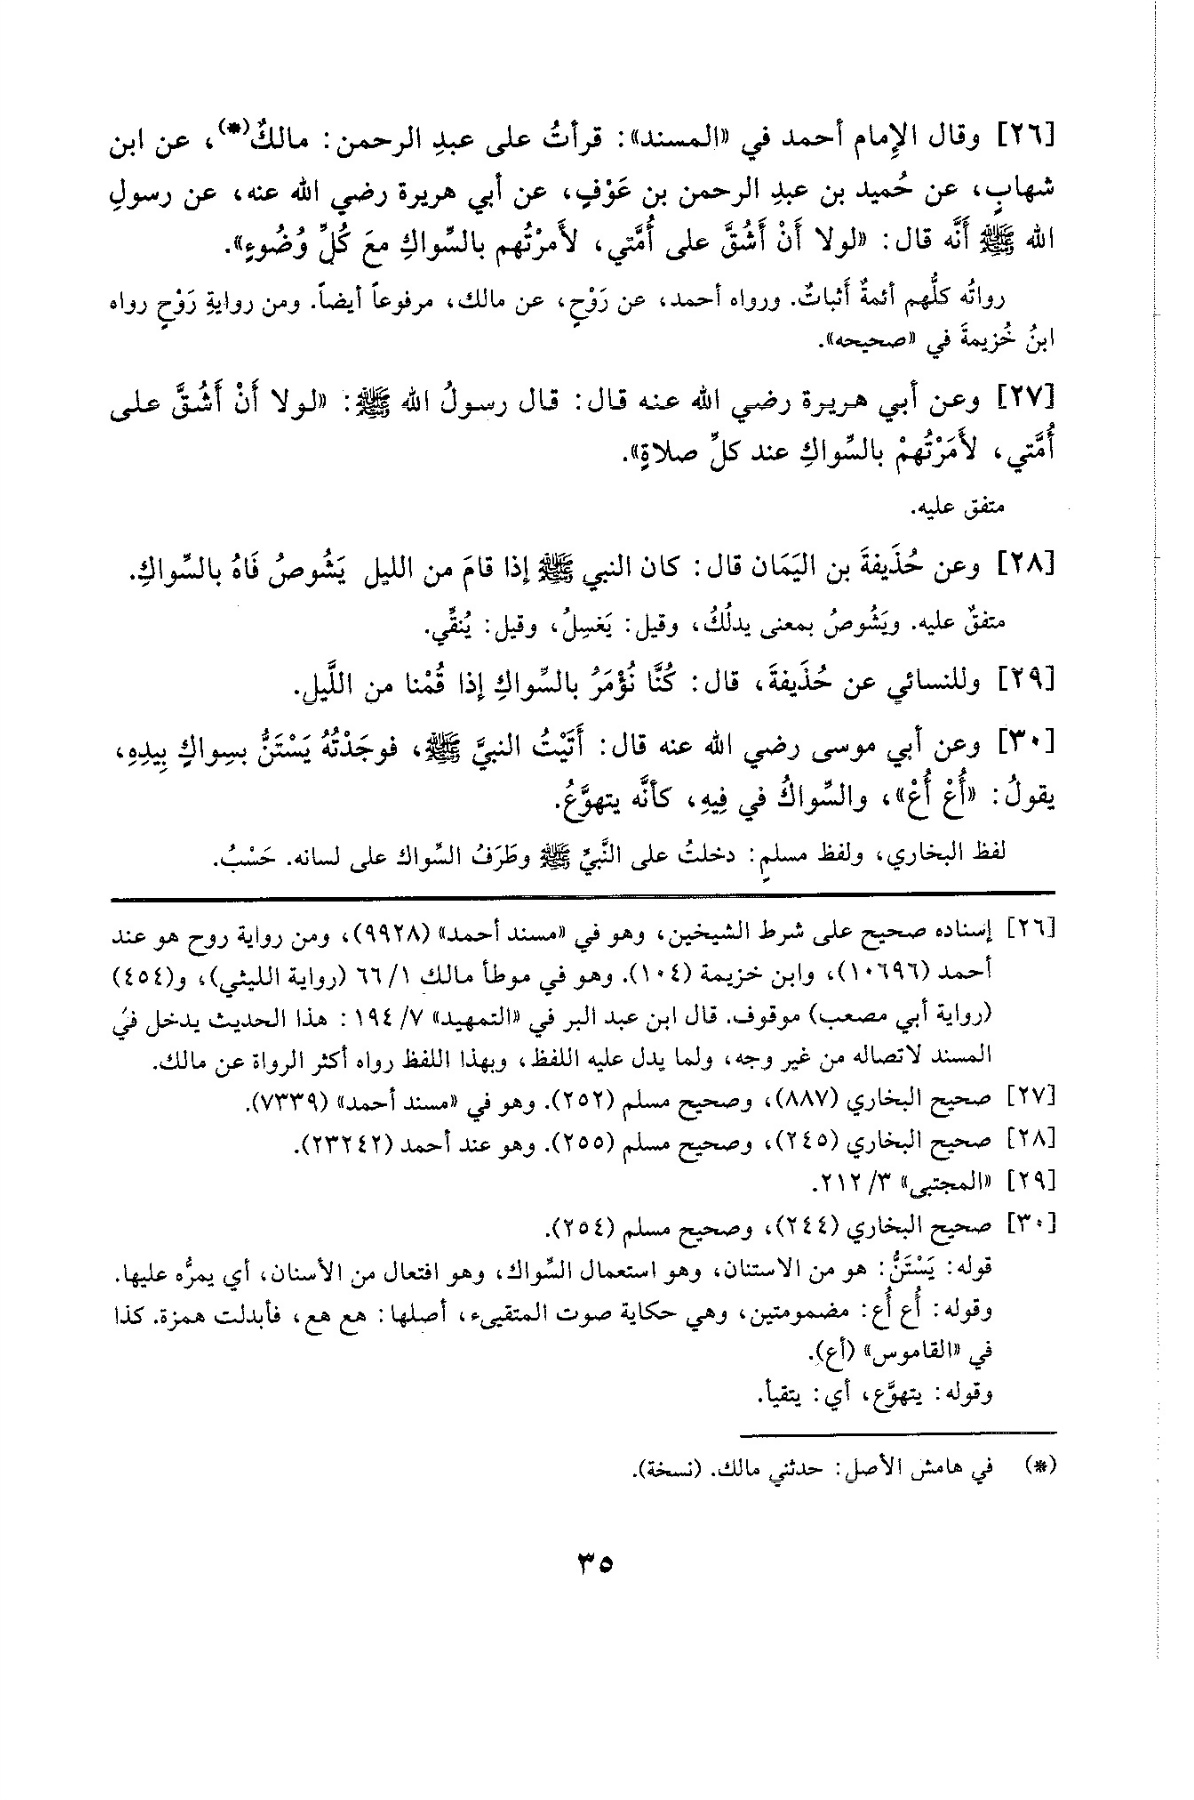 [٢٦] وقال الإِمام أحمد في «المسند»: قرأتُ على عبدِ الرحمن: مالكٌ(*)، عن ابن
شهابٍ، عن حُميد بن عبدِ الرحمن بن عَوْفٍ، عن أبي هريرة رضي الله عنه، عن رسولِ
الله ﷺ أَنَّه قال: «لولا أَنْ أَشُقَّ على أُمَّتي، لأَمرْتُهم بالسِّواكِ معَ كُلِّ وُضُوءٍ».
رواتُه كلُّهم أئمةٌ أَثباتٌ. ورواه أحمد، عن رَوْحٍ، عن مالك، مرفوعاً أيضاً. ومن روايةِ رَوْحٍ رواه
ابنُ خُزيمةَ في «صحيحه».
[٢٧] وعن أبي هريرة رضي الله عنه قال: قال رسولُ الله ﷺ: «لولا أَنْ أَشُقَّ على
أُمَّتي، لأَمَرْتُهمْ بالسِّواكِ عند كلِّ صلاةٍ».
متفق عليه.
[٢٨] وعن حُذَيفةَ بن اليَمَان قال: كان النبي ﷺ إذا قامَ من الليل يَشُوصُ فَاهُ بالسِّواكِ.
متفقٌ عليه. ويَشُوصُ بمعنى يدلُكُ، وقيل: يَغسِلُ، وقيل: يُنقِّي.
[٢٩] وللنسائي عن حُذَيفةَ، قال: كُنَّا نُؤْمَرُ بالسِّواكِ إذا قُمْنا من اللَّيل.
[٣٠] وعن أبي موسى رضي الله عنه قال: أَتَيْتُ النبيَّ ﷺ، فوجَدْتُهُ يَسْتَنُّ بسِواكٍ بِيدِهِ،
يقولُ: «أُعْ أُعْ»، والسِّواكُ في فِيهِ، كأنَّه يتهوَّعُ.
لفظ البخاري، ولفظ مسلمٍ: دخلتُ على النَّبيِّ ﷺ وطَرَفُ السِّواك على لسانه. حَسْبُ.
[٢٦] إسناده صحيح على شرط الشيخين، وهو في «مسند أحمد» (٩٩٢٨)، ومن رواية روح هو عند
أحمد (١٠٦٩٦)، وابن خزيمة (١٠٤). وهو في موطأ مالك ١/ ٦٦ (رواية الليثي)، و(٤٥٤)
(رواية أبي مصعب) موقوف. قال ابن عبد البر في «التمهيد» ٧/ ١٩٤: هذا الحديث يدخل في
المسند لاتصاله من غير وجه، ولما يدل عليه اللفظ، وبهذا اللفظ رواه أكثر الرواة عن مالك.
[٢٧] صحيح البخاري (٨٨٧)، وصحيح مسلم (٢٥٢). وهو في «مسند أحمد» (٧٣٣٩).
[٢٨] صحيح البخاري (٢٤٥)، وصحيح مسلم (٢٥٥). وهو عند أحمد (٢٣٢٤٢).
[٢٩] «المجتبى» ٣/ ٢١٢.
[٣٠] صحيح البخاري (٢٤٤)، وصحيح مسلم (٢٥٤).
قوله: يَسْتَنُّ: هو من الاستنان، وهو استعمال السِّواك، وهو افتعال من الأسنان، أي يمرُّه عليها.
وقوله: أُع أُع: مضمومتين، وهي حكاية صوت المتقيىء، أصلها: هع هع، فأبدلت همزة. كذا
في «القاموس» (أع).
وقوله: يتهوَّع، أي: يتقيأ.
(*) في هامش الأصل: حدثني مالك. (نسخة).
٣٥